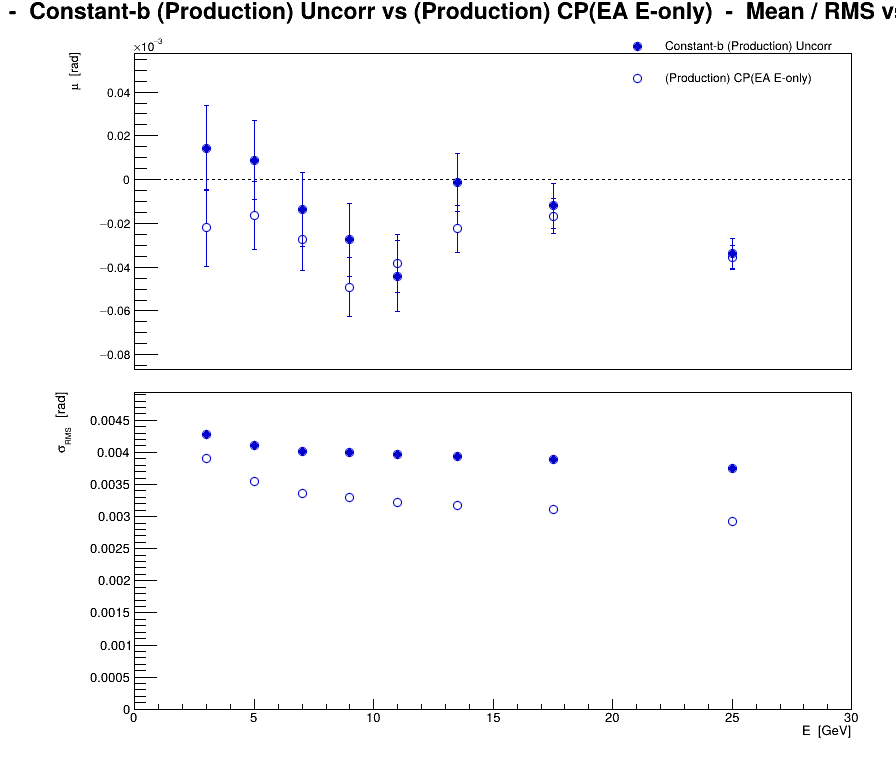 - Constant-b (Production) Uncorr vs (Production) CP(EA E-only) - Mean / RMS vs
×10⁻³
μ [rad]
Constant-b (Production) Uncorr
(Production) CP(EA E-only)
0.04
0.02
0
−0.02
−0.04
−0.06
−0.08
σRMS [rad]
0.0045
0.004
0.0035
0.003
0.0025
0.002
0.0015
0.001
0.0005
0
0 5 10 15 20 25 30
E [GeV]